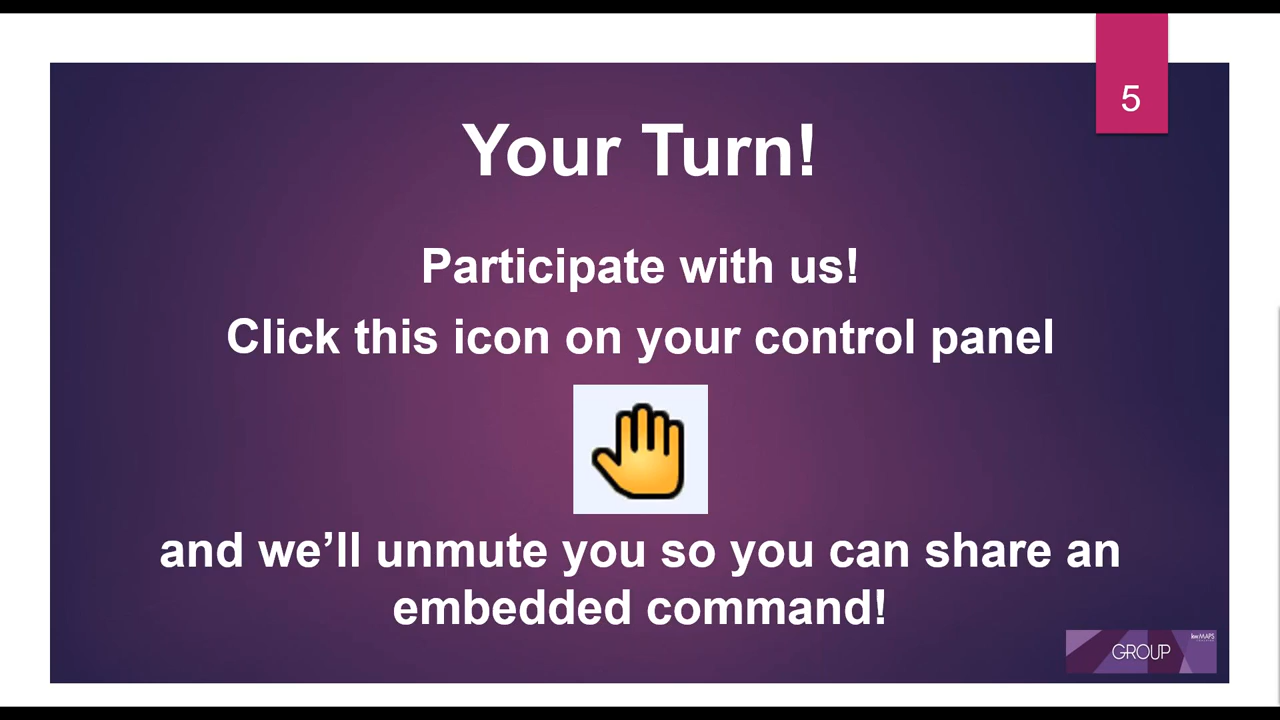 5
Your Turn!
Participate with us!
Click this icon on your control panel
and we’ll unmute you so you can share an
embedded command!
MAPS
GROUP